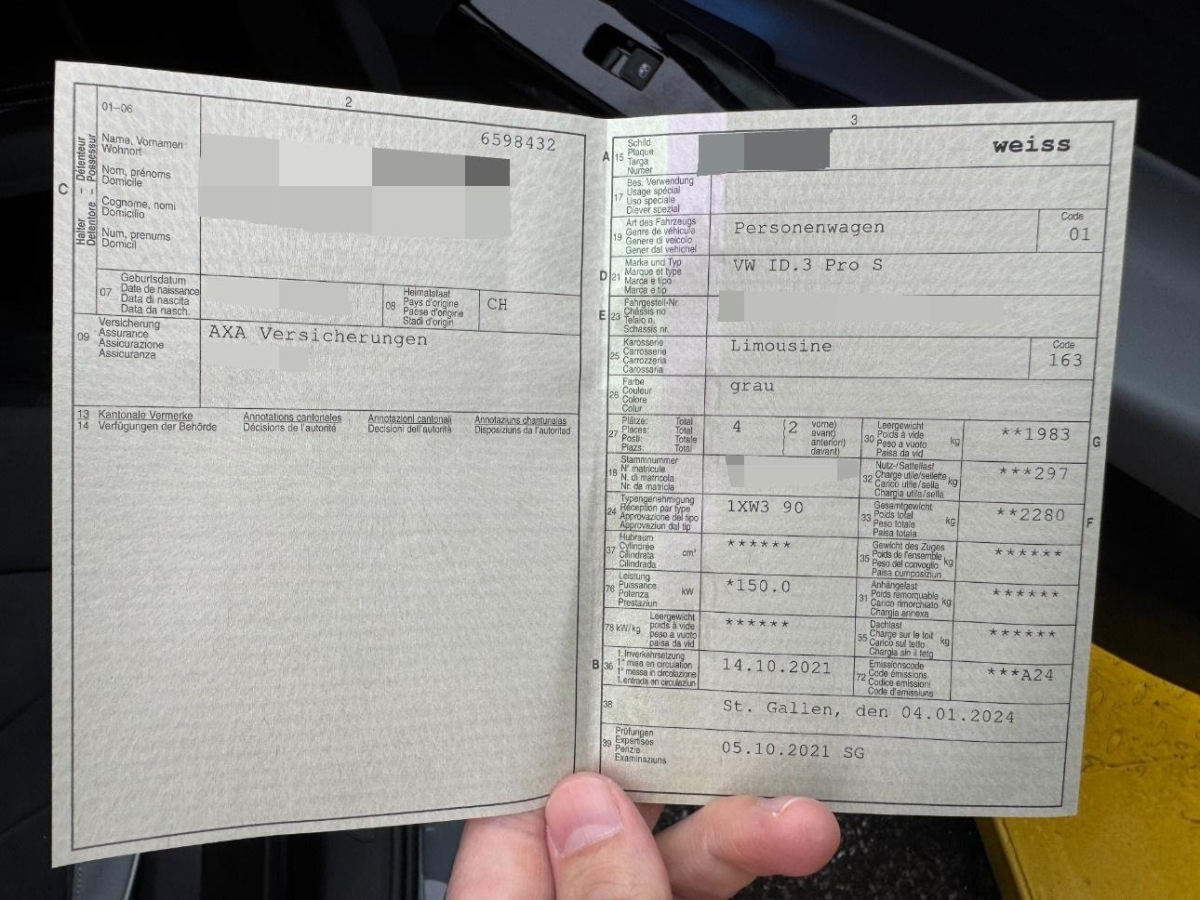 2
01–06
Halter – Détenteur
Detentore – Possessur
C
Name, Vornamen
Wohnort
Nom, prénoms
Domicile
Cognome, nomi
Domicilio
Num, prenums
Domicil
6598432
07
Geburtsdatum
Date de naissance
Data di nascita
Data da nasch.
08
Heimatstaat
Pays d'origine
Paese d'origine
Stadi d'origin
CH
09
Versicherung
Assurance
Assicurazione
Assicuranza
AXA Versicherungen
13 Kantonale Vermerke Annotations cantonales Annotazioni cantonali Annotaziuns chantunalas
14 Verfügungen der Behörde Décisions de l'autorité Decisioni dell'autorità Disposiziuns da l'autoritad
3
A 15
Schild
Plaque
Targa
Numer
weiss
17
Bes. Verwendung
Usage spécial
Uso speciale
Diever spezial
19
Art des Fahrzeugs
Genre de véhicule
Genere di veicolo
Gener dal vehichel
Personenwagen
Code
01
D 21
Marke und Typ
Marque et type
Marca e tipo
Marca e tip
VW ID.3 Pro S
E 23
Fahrgestell-Nr.
Châssis no
Telaio n.
Schassis nr.
25
Karosserie
Carrosserie
Carrozzeria
Carossaria
Limousine
Code
163
26
Farbe
Couleur
Colore
Colur
grau
27
Plätze: Total
Places: Total
Posti: Totale
Plazs: Total
4
2
vorne)
avant)
anteriori)
davant)
30
Leergewicht
Poids à vide
Peso a vuoto
Paisa da vid
kg
**1983
G
18
Stammnummer
N° matricule
N. di matricola
Nr. da matricla
32
Nutz-/Sattellast
Charge utile/sellette
Carico utile/sella
Chargia utila/sella
kg
***297
24
Typengenehmigung
Réception par type
Approvazione del tipo
Approvaziun dal tip
1XW3 90
33
Gesamtgewicht
Poids total
Peso totale
Paisa totala
kg
**2280
F
37
Hubraum
Cylindrée
Cilindrata
Cilindrada
cm³
******
35
Gewicht des Zuges
Poids de l'ensemble
Peso del convoglio
Paisa cumposiziun
kg
******
76
Leistung
Puissance
Potenza
Prestaziun
kW
*150.0
31
Anhängelast
Poids remorquable
Carico rimorchiato
Chargia annexa
kg
******
78 kW/kg
Leergewicht
poids à vide
peso a vuoto
paisa da vid
******
55
Dachlast
Charge sur le toit
Carico sul tetto
Chargia sin il tetg
kg
******
B 36
1. Inverkehrsetzung
1re mise en circulation
1a messa in circolazione
1. entrada en circulaziun
14.10.2021
72
Emissionscode
Code émissions
Codice emissioni
Code d'emissiuns
***A24
38
St. Gallen, den 04.01.2024
39
Prüfungen
Expertises
Perizie
Examinaziuns
05.10.2021 SG